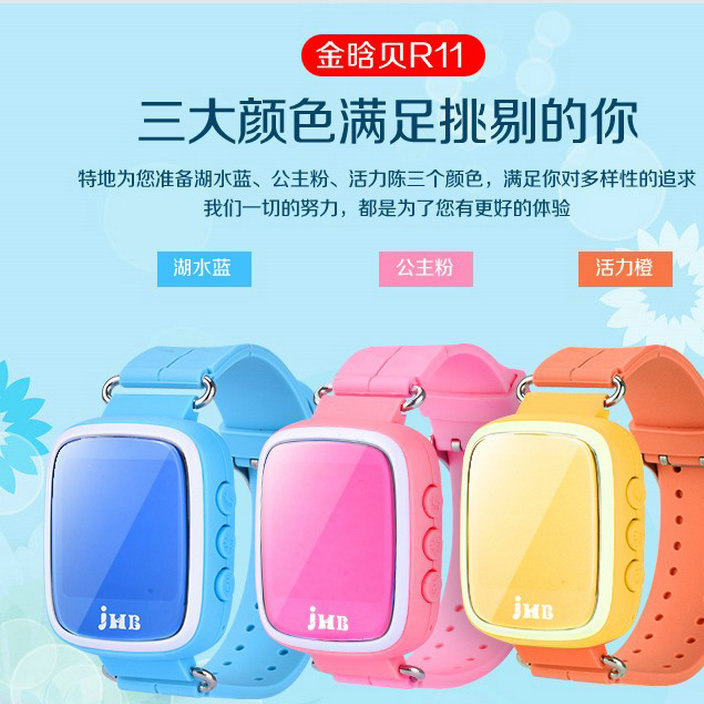 金晗贝R11
三大颜色满足挑剔的你
特地为您准备湖水蓝、公主粉、活力陈三个颜色，满足你对多样性的追求
我们一切的努力，都是为了您有更好的体验
湖水蓝 公主粉 活力橙
jHB jHB jHB